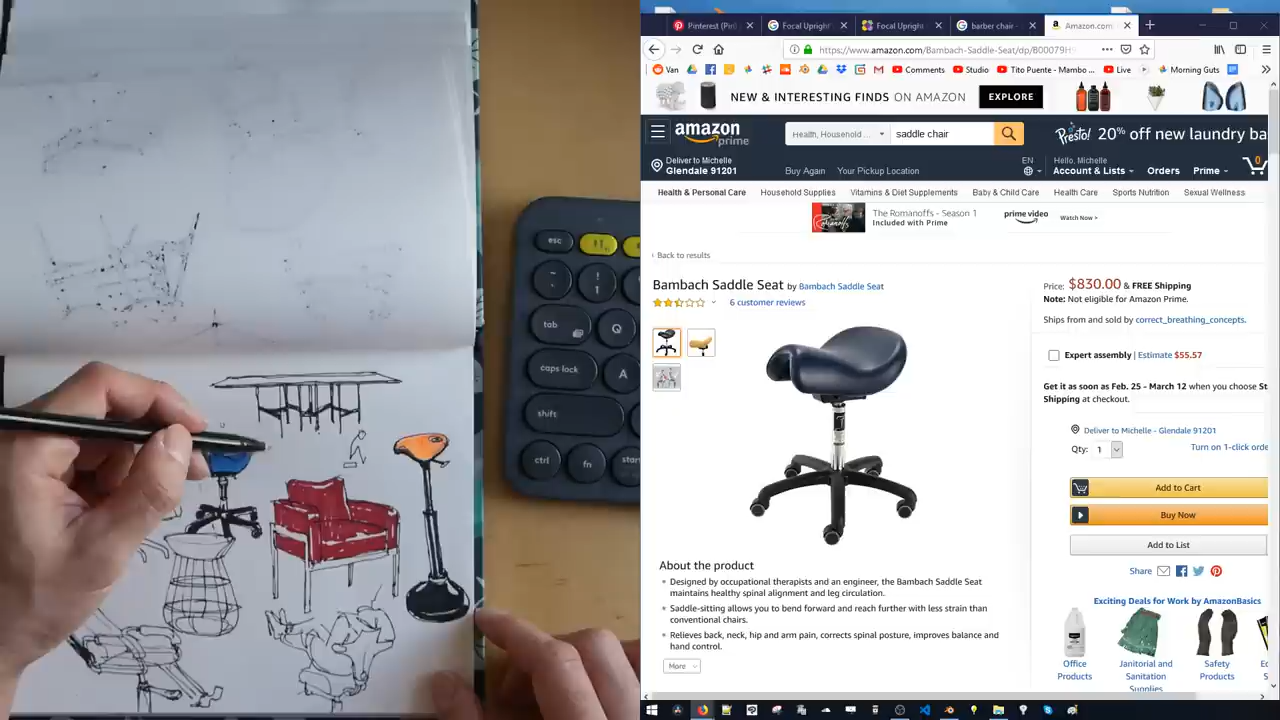 esc
tab
Q
caps lock
A
shift
ctrl
fn
Pinterest (Pin
Focal Upright'
Focal Upright
barber chair -
Amazon.com
https://www.amazon.com/Bambach-Saddle-Seat/dp/B00079H9
Van
Comments
Studio
Tito Puente - Mambo ...
Live
Morning Guts
NEW & INTERESTING FINDS ON AMAZON
EXPLORE
amazon
prime
Health, Household ...
saddle chair
Presto!
20% off new laundry ba
Deliver to Michelle
Glendale 91201
Buy Again
Your Pickup Location
EN
Hello, Michelle
Account & Lists
Orders
Prime
0
Health & Personal Care
Household Supplies
Vitamins & Diet Supplements
Baby & Child Care
Health Care
Sports Nutrition
Sexual Wellness
The Romanoffs - Season 1
Included with Prime
prime video
Watch Now >
‹ Back to results
Bambach Saddle Seat by Bambach Saddle Seat
6 customer reviews
Price: $830.00 & FREE Shipping
Note: Not eligible for Amazon Prime.
Ships from and sold by correct_breathing_concepts.
Expert assembly | Estimate $55.57
Get it as soon as Feb. 25 - March 12 when you choose St
Shipping at checkout.
Deliver to Michelle - Glendale 91201
Qty: 1
Turn on 1-click orde
Add to Cart
Buy Now
Add to List
Share
About the product
Designed by occupational therapists and an engineer, the Bambach Saddle Seat
maintains healthy spinal alignment and leg circulation.
Saddle-sitting allows you to bend forward and reach further with less strain than
conventional chairs.
Relieves back, neck, hip and arm pain, corrects spinal posture, improves balance and
hand control.
More
Exciting Deals for Work by AmazonBasics
Office
Products
Janitorial and
Sanitation
Supplies
Safety
Products